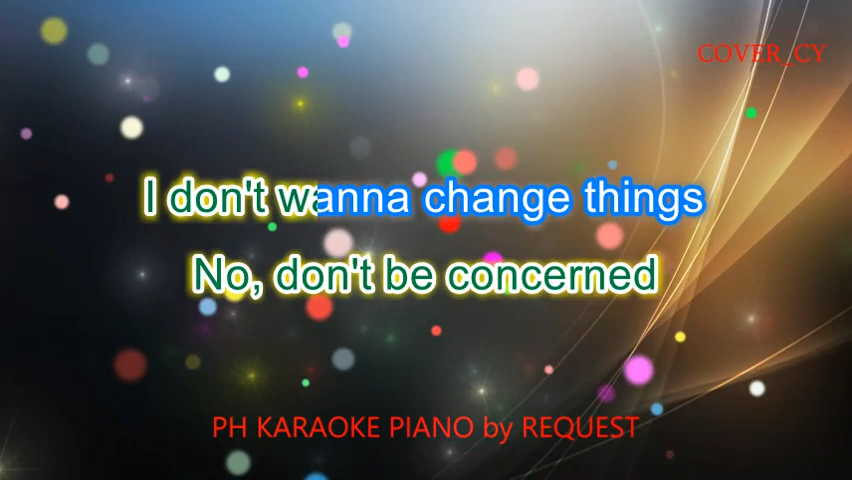 COVER_CY
I don't wanna change things
No, don't be concerned
PH KARAOKE PIANO by REQUEST